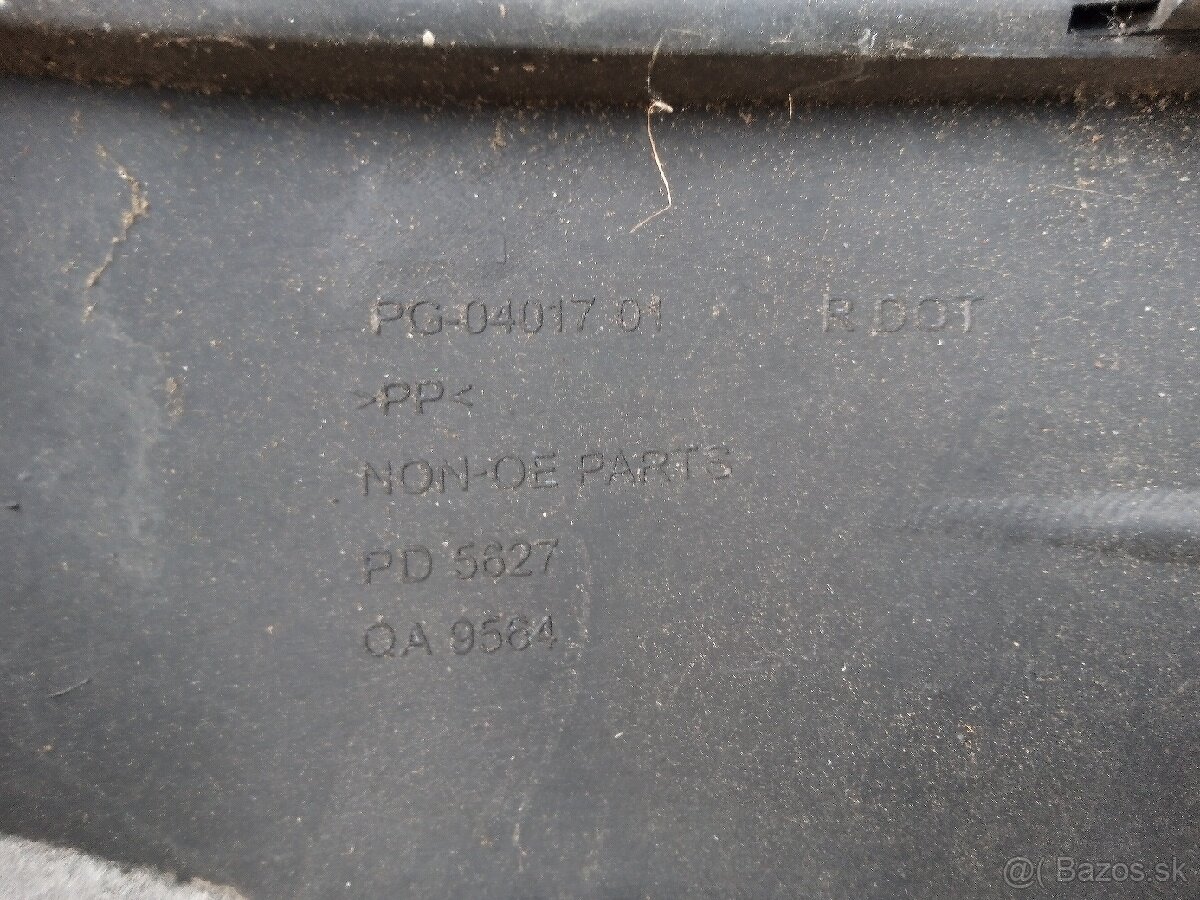 PG-04017 01 R DOT
>PP<
NON-OE PARTS
PD 5627
QA 9564
@( Bazos.sk